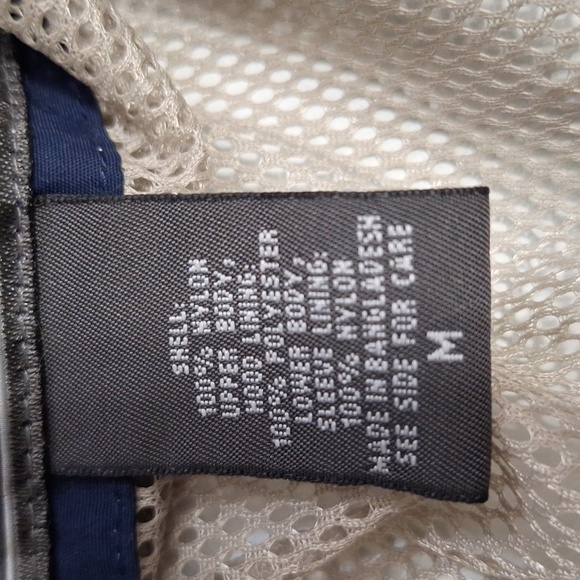 SHELL
100% NYLON
UPPER BODY,
HOOD LINING:
100% POLYESTER
LOWER BODY,
SLEEVE LINING:
100% NYLON
MADE IN BANGLADESH
SEE SIDE FOR CARE
M